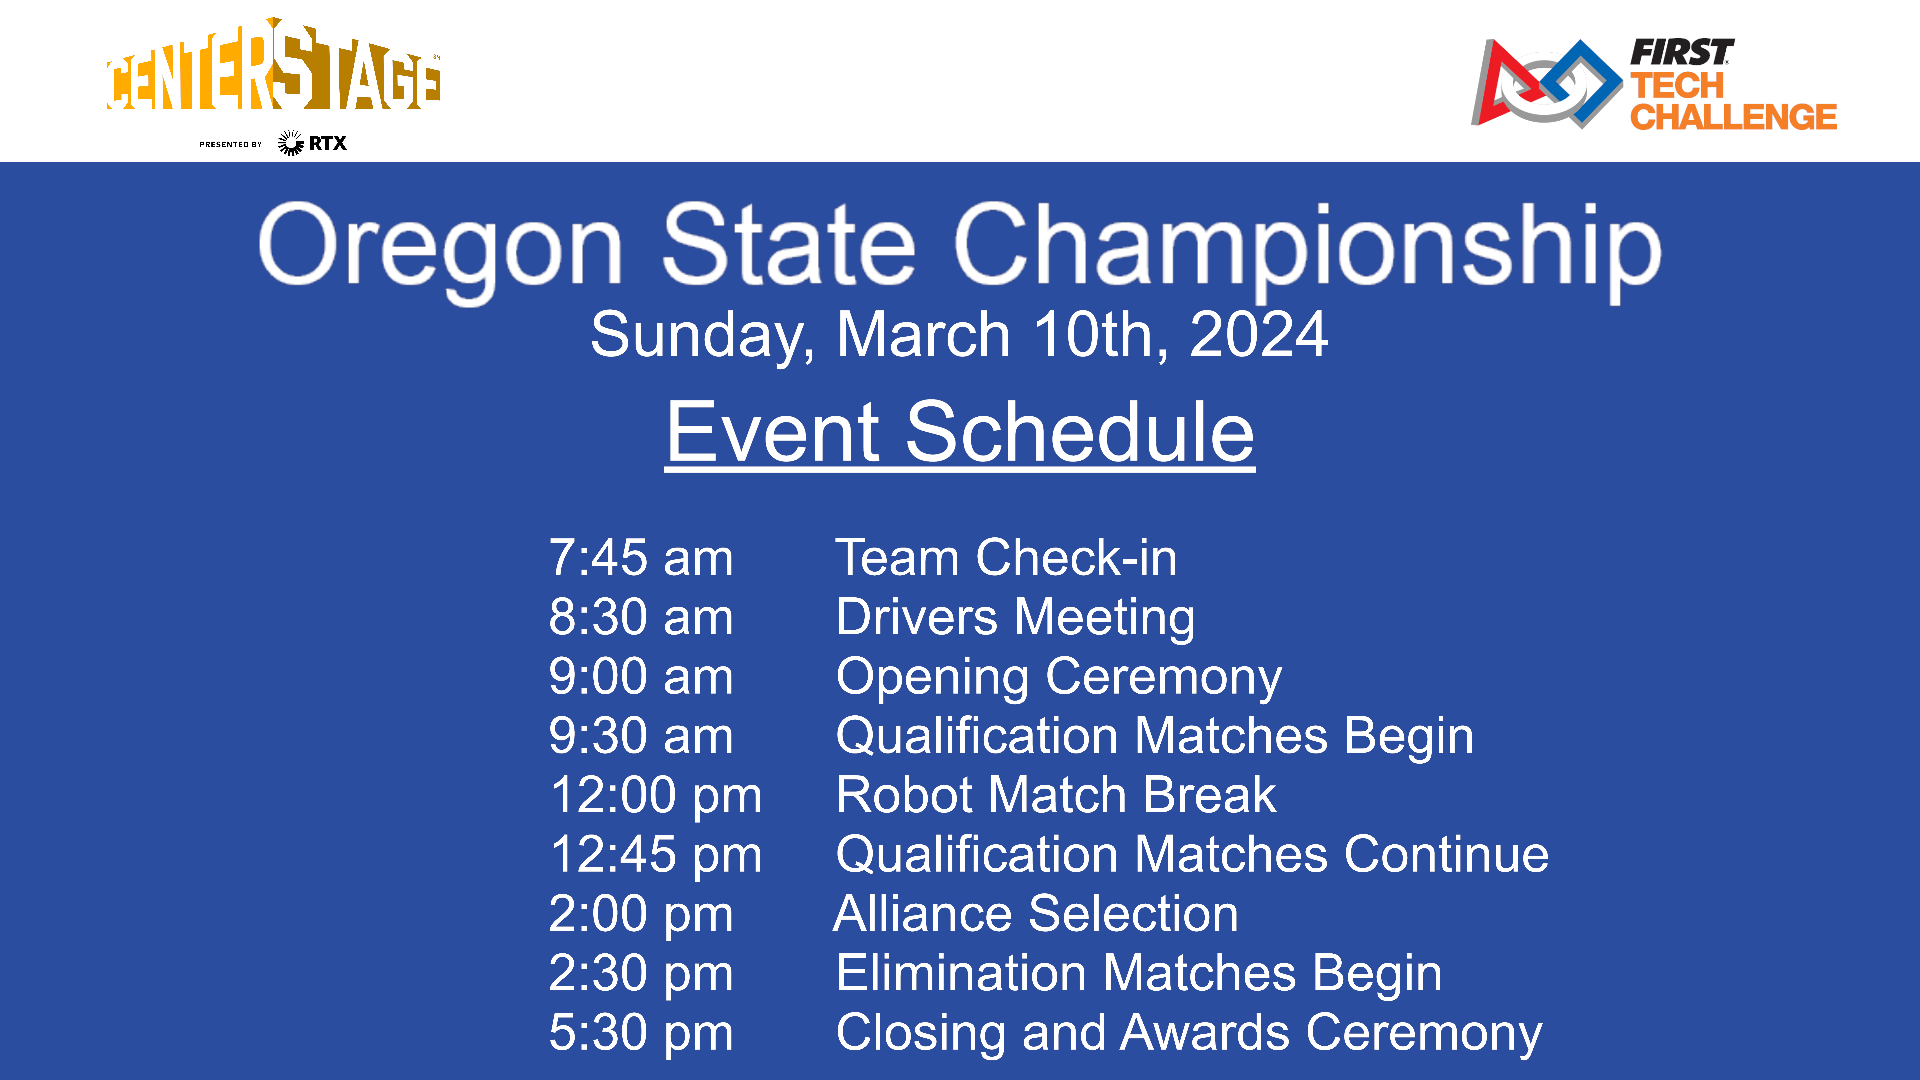 CENTERSTAGE SM
PRESENTED BY RTX
FIRST®
TECH
CHALLENGE
Oregon State Championship
Sunday, March 10th, 2024
Event Schedule
7:45 am Team Check-in
8:30 am Drivers Meeting
9:00 am Opening Ceremony
9:30 am Qualification Matches Begin
12:00 pm Robot Match Break
12:45 pm Qualification Matches Continue
2:00 pm Alliance Selection
2:30 pm Elimination Matches Begin
5:30 pm Closing and Awards Ceremony